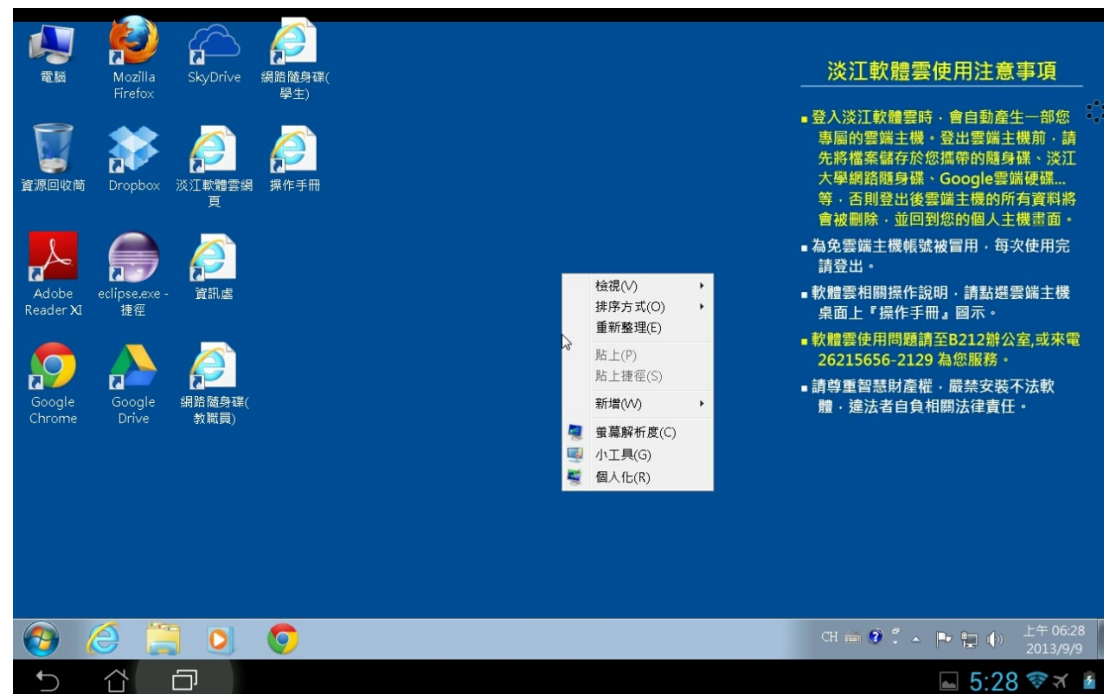 電腦
Mozilla
Firefox
SkyDrive
網路隨身碟(
學生)
資源回收筒
Dropbox
淡江軟體雲網
頁
操作手冊
Adobe
Reader XI
eclipse.exe -
捷徑
資訊處
Google
Chrome
Google
Drive
網路隨身碟(
教職員)
檢視(V)
排序方式(O)
重新整理(E)
貼上(P)
貼上捷徑(S)
新增(W)
螢幕解析度(C)
小工具(G)
個人化(R)
淡江軟體雲使用注意事項
登入淡江軟體雲時，會自動產生一部您
專屬的雲端主機。登出雲端主機前，請
先將檔案儲存於您攜帶的隨身碟、淡江
大學網路隨身碟、Google雲端硬碟...
等，否則登出後雲端主機的所有資料將
會被刪除，並回到您的個人主機畫面。
為免雲端主機帳號被冒用，每次使用完
請登出。
軟體雲相關操作說明，請點選雲端主機
桌面上『操作手冊』圖示。
軟體雲使用問題請至B212辦公室,或來電
26215656-2129 為您服務。
請尊重智慧財產權，嚴禁安裝不法軟
體，違法者自負相關法律責任。
CH
上午 06:28
2013/9/9
5:28